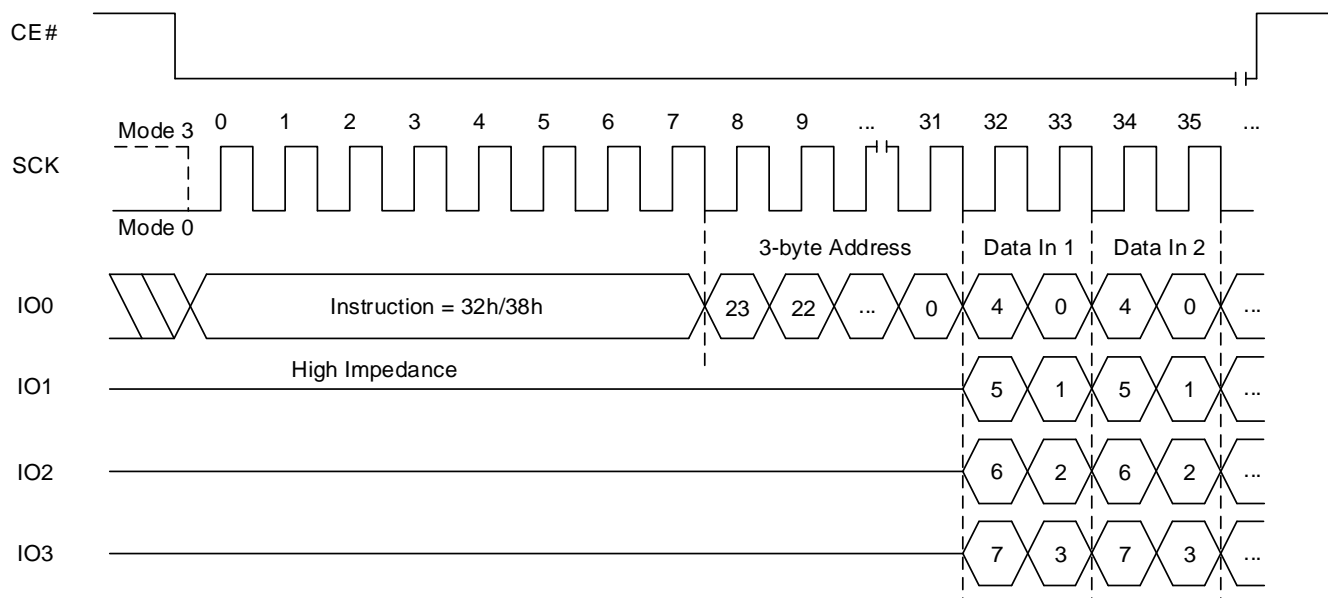 CE#
Mode 3 0 1 2 3 4 5 6 7 8 9 ... 31 32 33 34 35 ...
SCK
Mode 0
3-byte Address Data In 1 Data In 2
IO0 Instruction = 32h/38h 23 22 ... 0 4 0 4 0 ...
High Impedance
IO1 5 1 5 1 ...
IO2 6 2 6 2 ...
IO3 7 3 7 3 ...